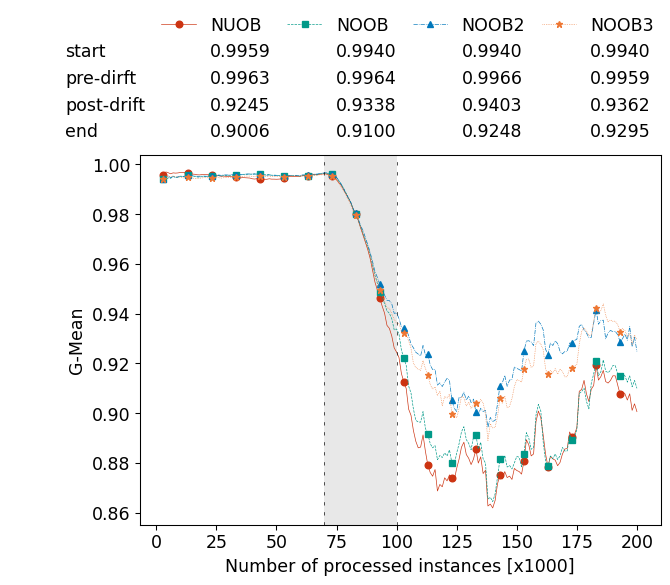 NUOB NOOB NOOB2 NOOB3
start 0.9959 0.9940 0.9940 0.9940
pre-dirft 0.9963 0.9964 0.9966 0.9959
post-drift 0.9245 0.9338 0.9403 0.9362
end 0.9006 0.9100 0.9248 0.9295
1.00
0.98
0.96
0.94
0.92
0.90
0.88
0.86
G-Mean
0 25 50 75 100 125 150 175 200
Number of processed instances [x1000]